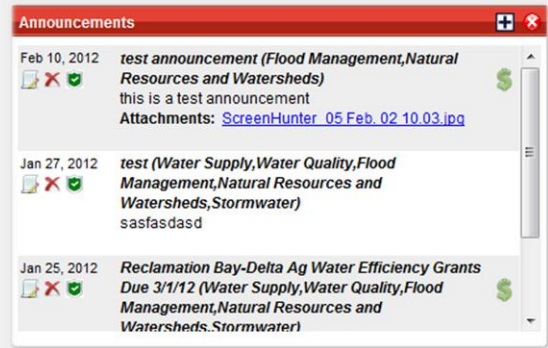 Announcements
Feb 10, 2012
test announcement (Flood Management,Natural
Resources and Watersheds)
this is a test announcement
Attachments: ScreenHunter_05 Feb. 02 10.03.jpg
Jan 27, 2012
test (Water Supply,Water Quality,Flood
Management,Natural Resources and
Watersheds,Stormwater)
sasfasdasd
Jan 25, 2012
Reclamation Bay-Delta Ag Water Efficiency Grants
Due 3/1/12 (Water Supply,Water Quality,Flood
Management,Natural Resources and
Watersheds,Stormwater)